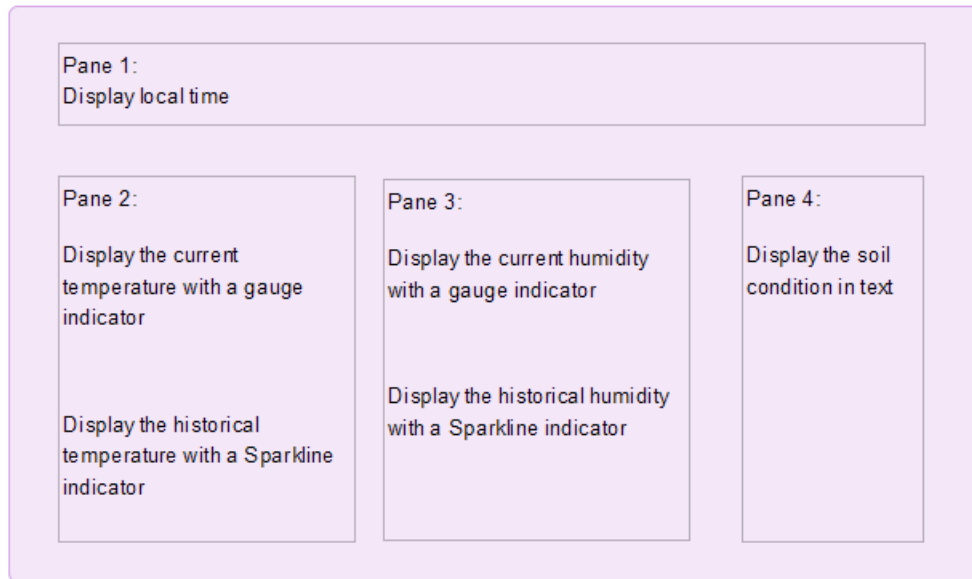 Pane 1:
Display local time
Pane 2:
Display the current
temperature with a gauge
indicator
Display the historical
temperature with a Sparkline
indicator
Pane 3:
Display the current humidity
with a gauge indicator
Display the historical humidity
with a Sparkline indicator
Pane 4:
Display the soil
condition in text